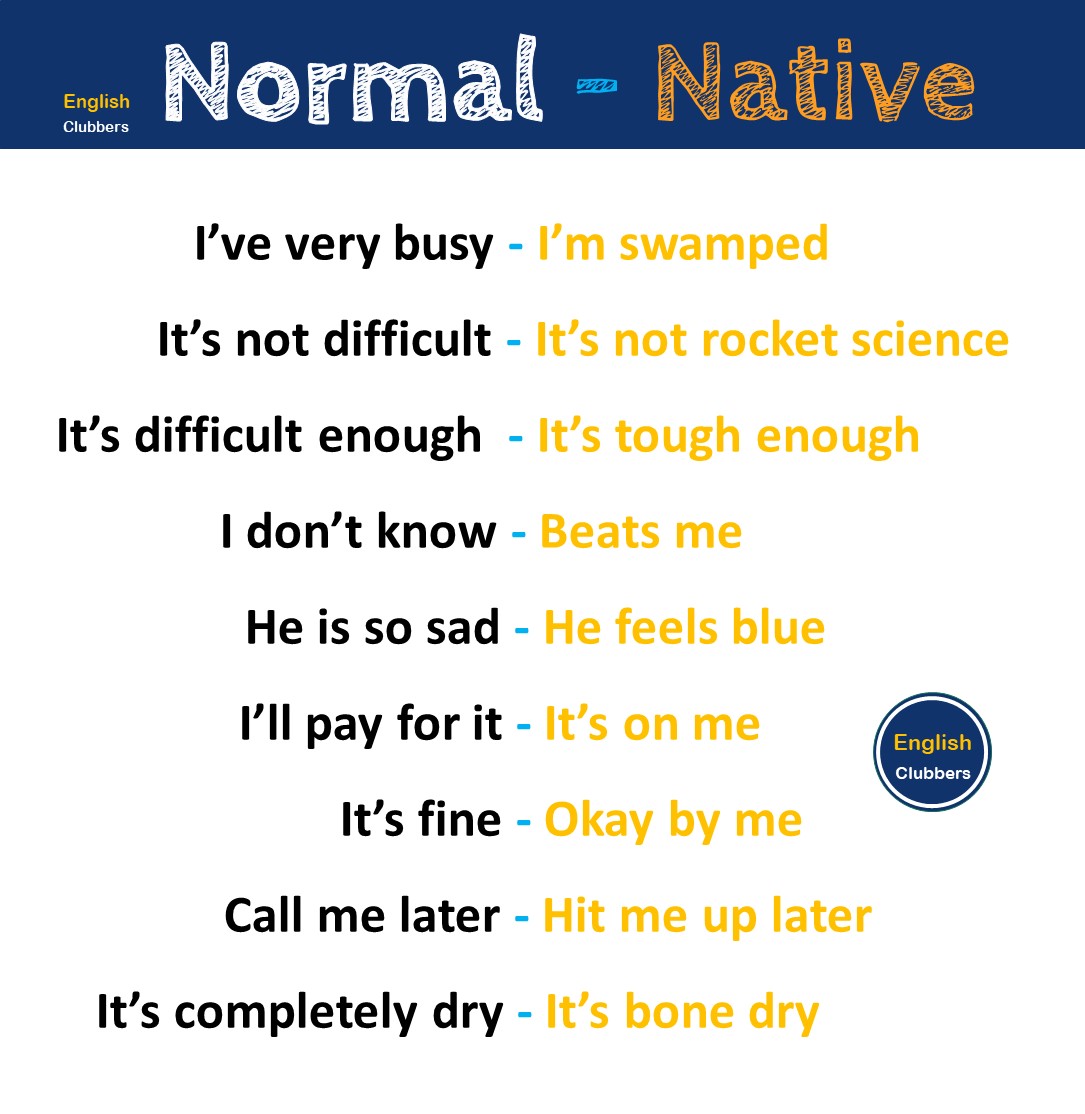 Normal - Native
English
Clubbers
I’ve very busy - I’m swamped
It’s not difficult - It’s not rocket science
It’s difficult enough - It’s tough enough
I don’t know - Beats me
He is so sad - He feels blue
I’ll pay for it - It’s on me
English
Clubbers
It’s fine - Okay by me
Call me later - Hit me up later
It’s completely dry - It’s bone dry